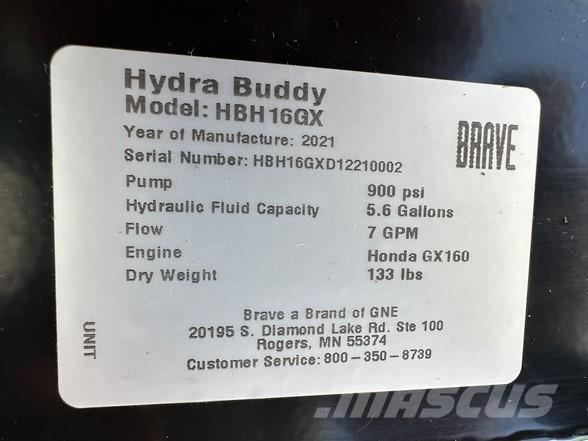 Hydra Buddy
Model: HBH16GX
BRAVE
Year of Manufacture: 2021
Serial Number: HBH16GXD12210002
Pump 900 psi
Hydraulic Fluid Capacity 5.6 Gallons
Flow 7 GPM
Engine Honda GX160
Dry Weight 133 lbs
UNIT
Brave a Brand of GNE
20195 S. Diamond Lake Rd. Ste 100
Rogers, MN 55374
Customer Service: 800-350-8739
MASCUS